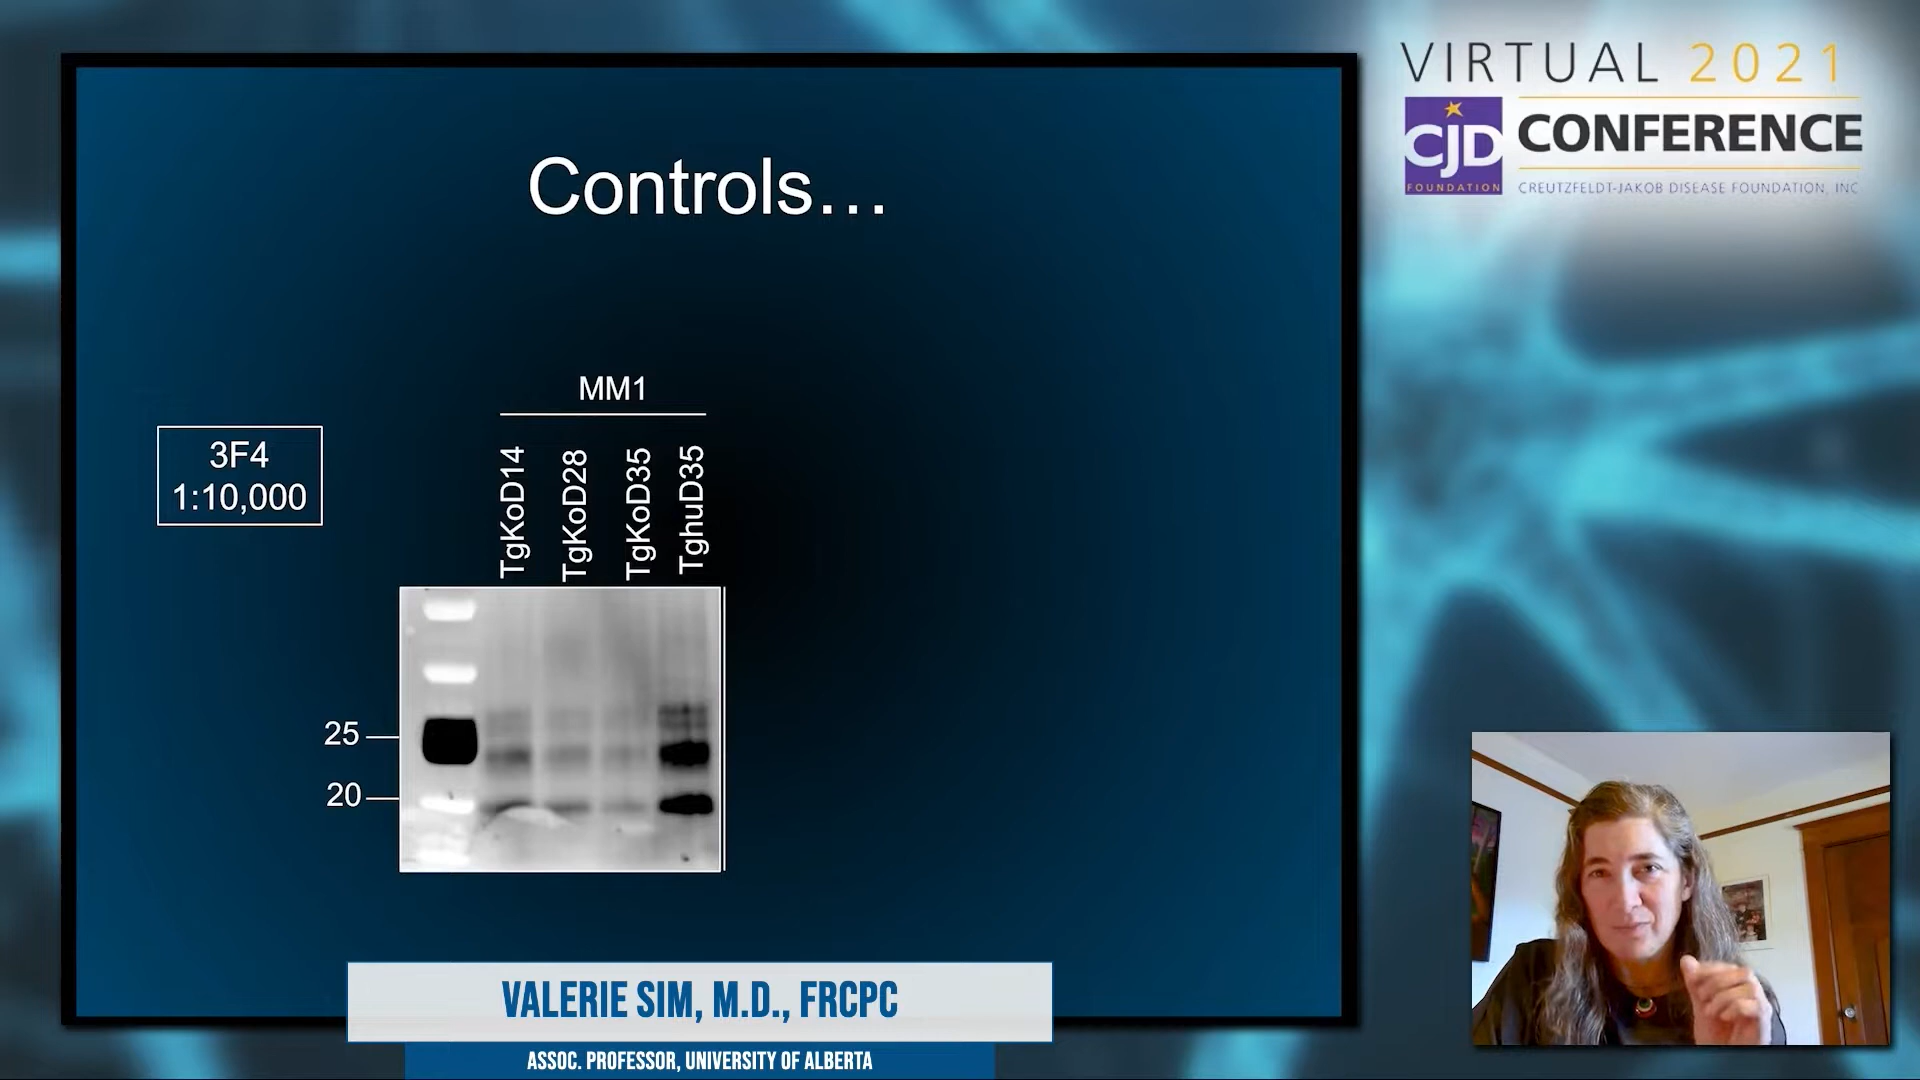 VIRTUAL 2021
CJD
FOUNDATION
CONFERENCE
CREUTZFELDT-JAKOB DISEASE FOUNDATION, INC
Controls...
MM1
3F4
1:10,000
TgKoD14
TgKoD28
TgKoD35
TghuD35
25
20
VALERIE SIM, M.D., FRCPC
ASSOC. PROFESSOR, UNIVERSITY OF ALBERTA